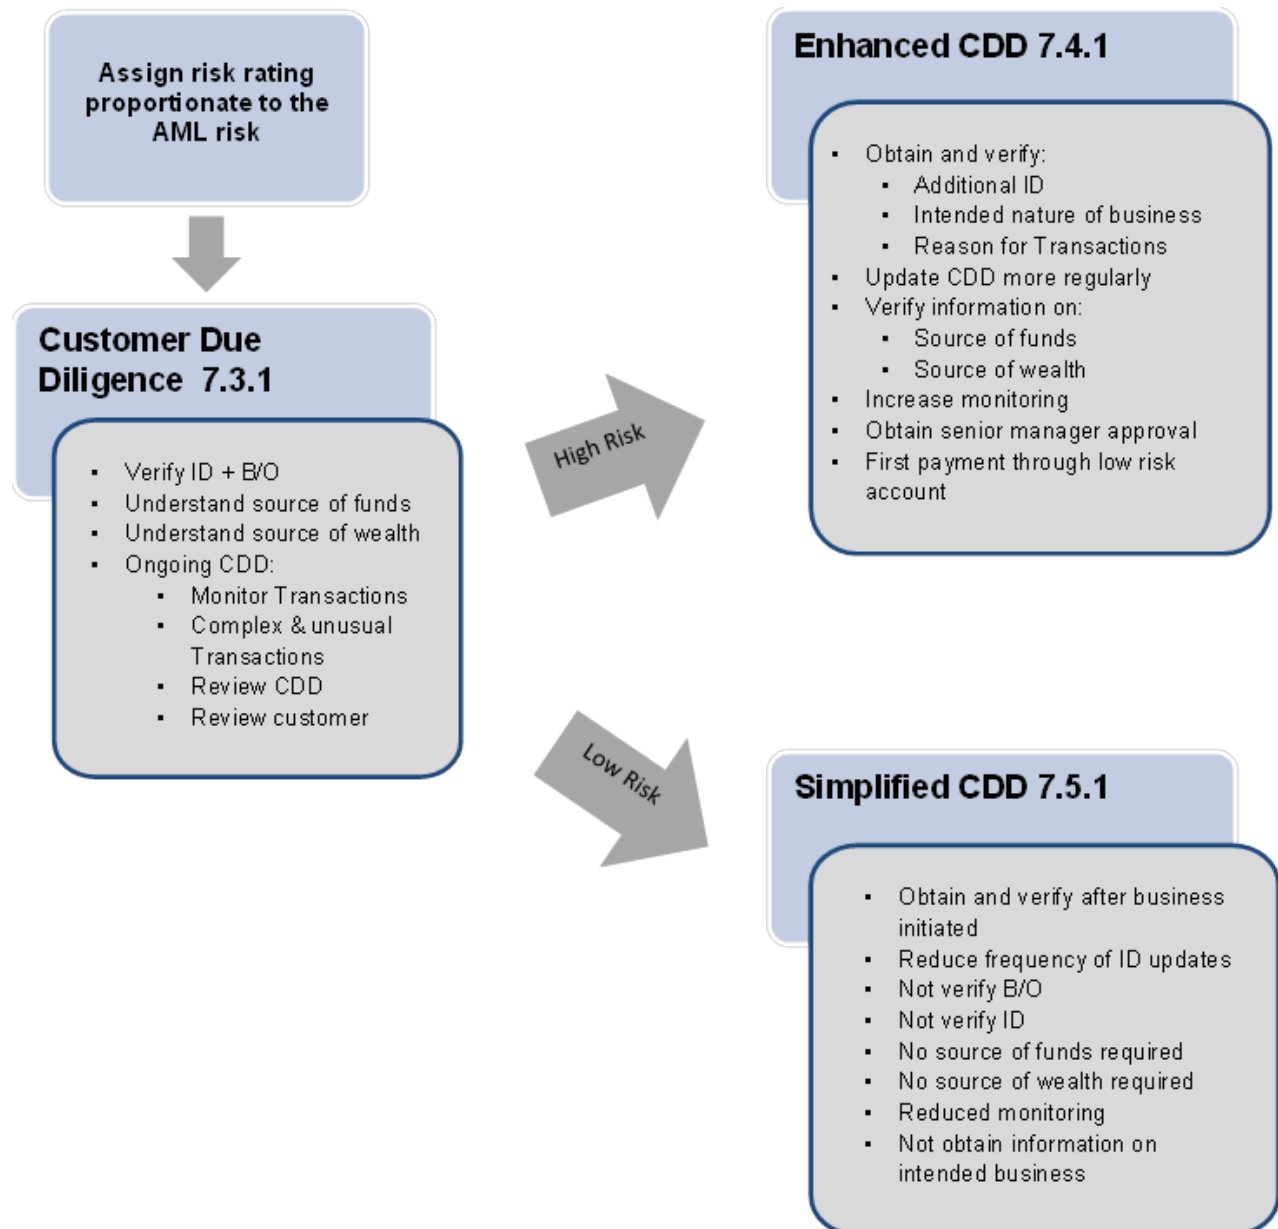 Assign risk rating
proportionate to the
AML risk
Customer Due
Diligence 7.3.1
▪ Verify ID + B/O
▪ Understand source of funds
▪ Understand source of wealth
▪ Ongoing CDD:
▪ Monitor Transactions
▪ Complex & unusual
Transactions
▪ Review CDD
▪ Review customer
High Risk
Enhanced CDD 7.4.1
▪ Obtain and verify:
▪ Additional ID
▪ Intended nature of business
▪ Reason for Transactions
▪ Update CDD more regularly
▪ Verify information on:
▪ Source of funds
▪ Source of wealth
▪ Increase monitoring
▪ Obtain senior manager approval
▪ First payment through low risk
account
Low Risk
Simplified CDD 7.5.1
▪ Obtain and verify after business
initiated
▪ Reduce frequency of ID updates
▪ Not verify B/O
▪ Not verify ID
▪ No source of funds required
▪ No source of wealth required
▪ Reduced monitoring
▪ Not obtain information on
intended business